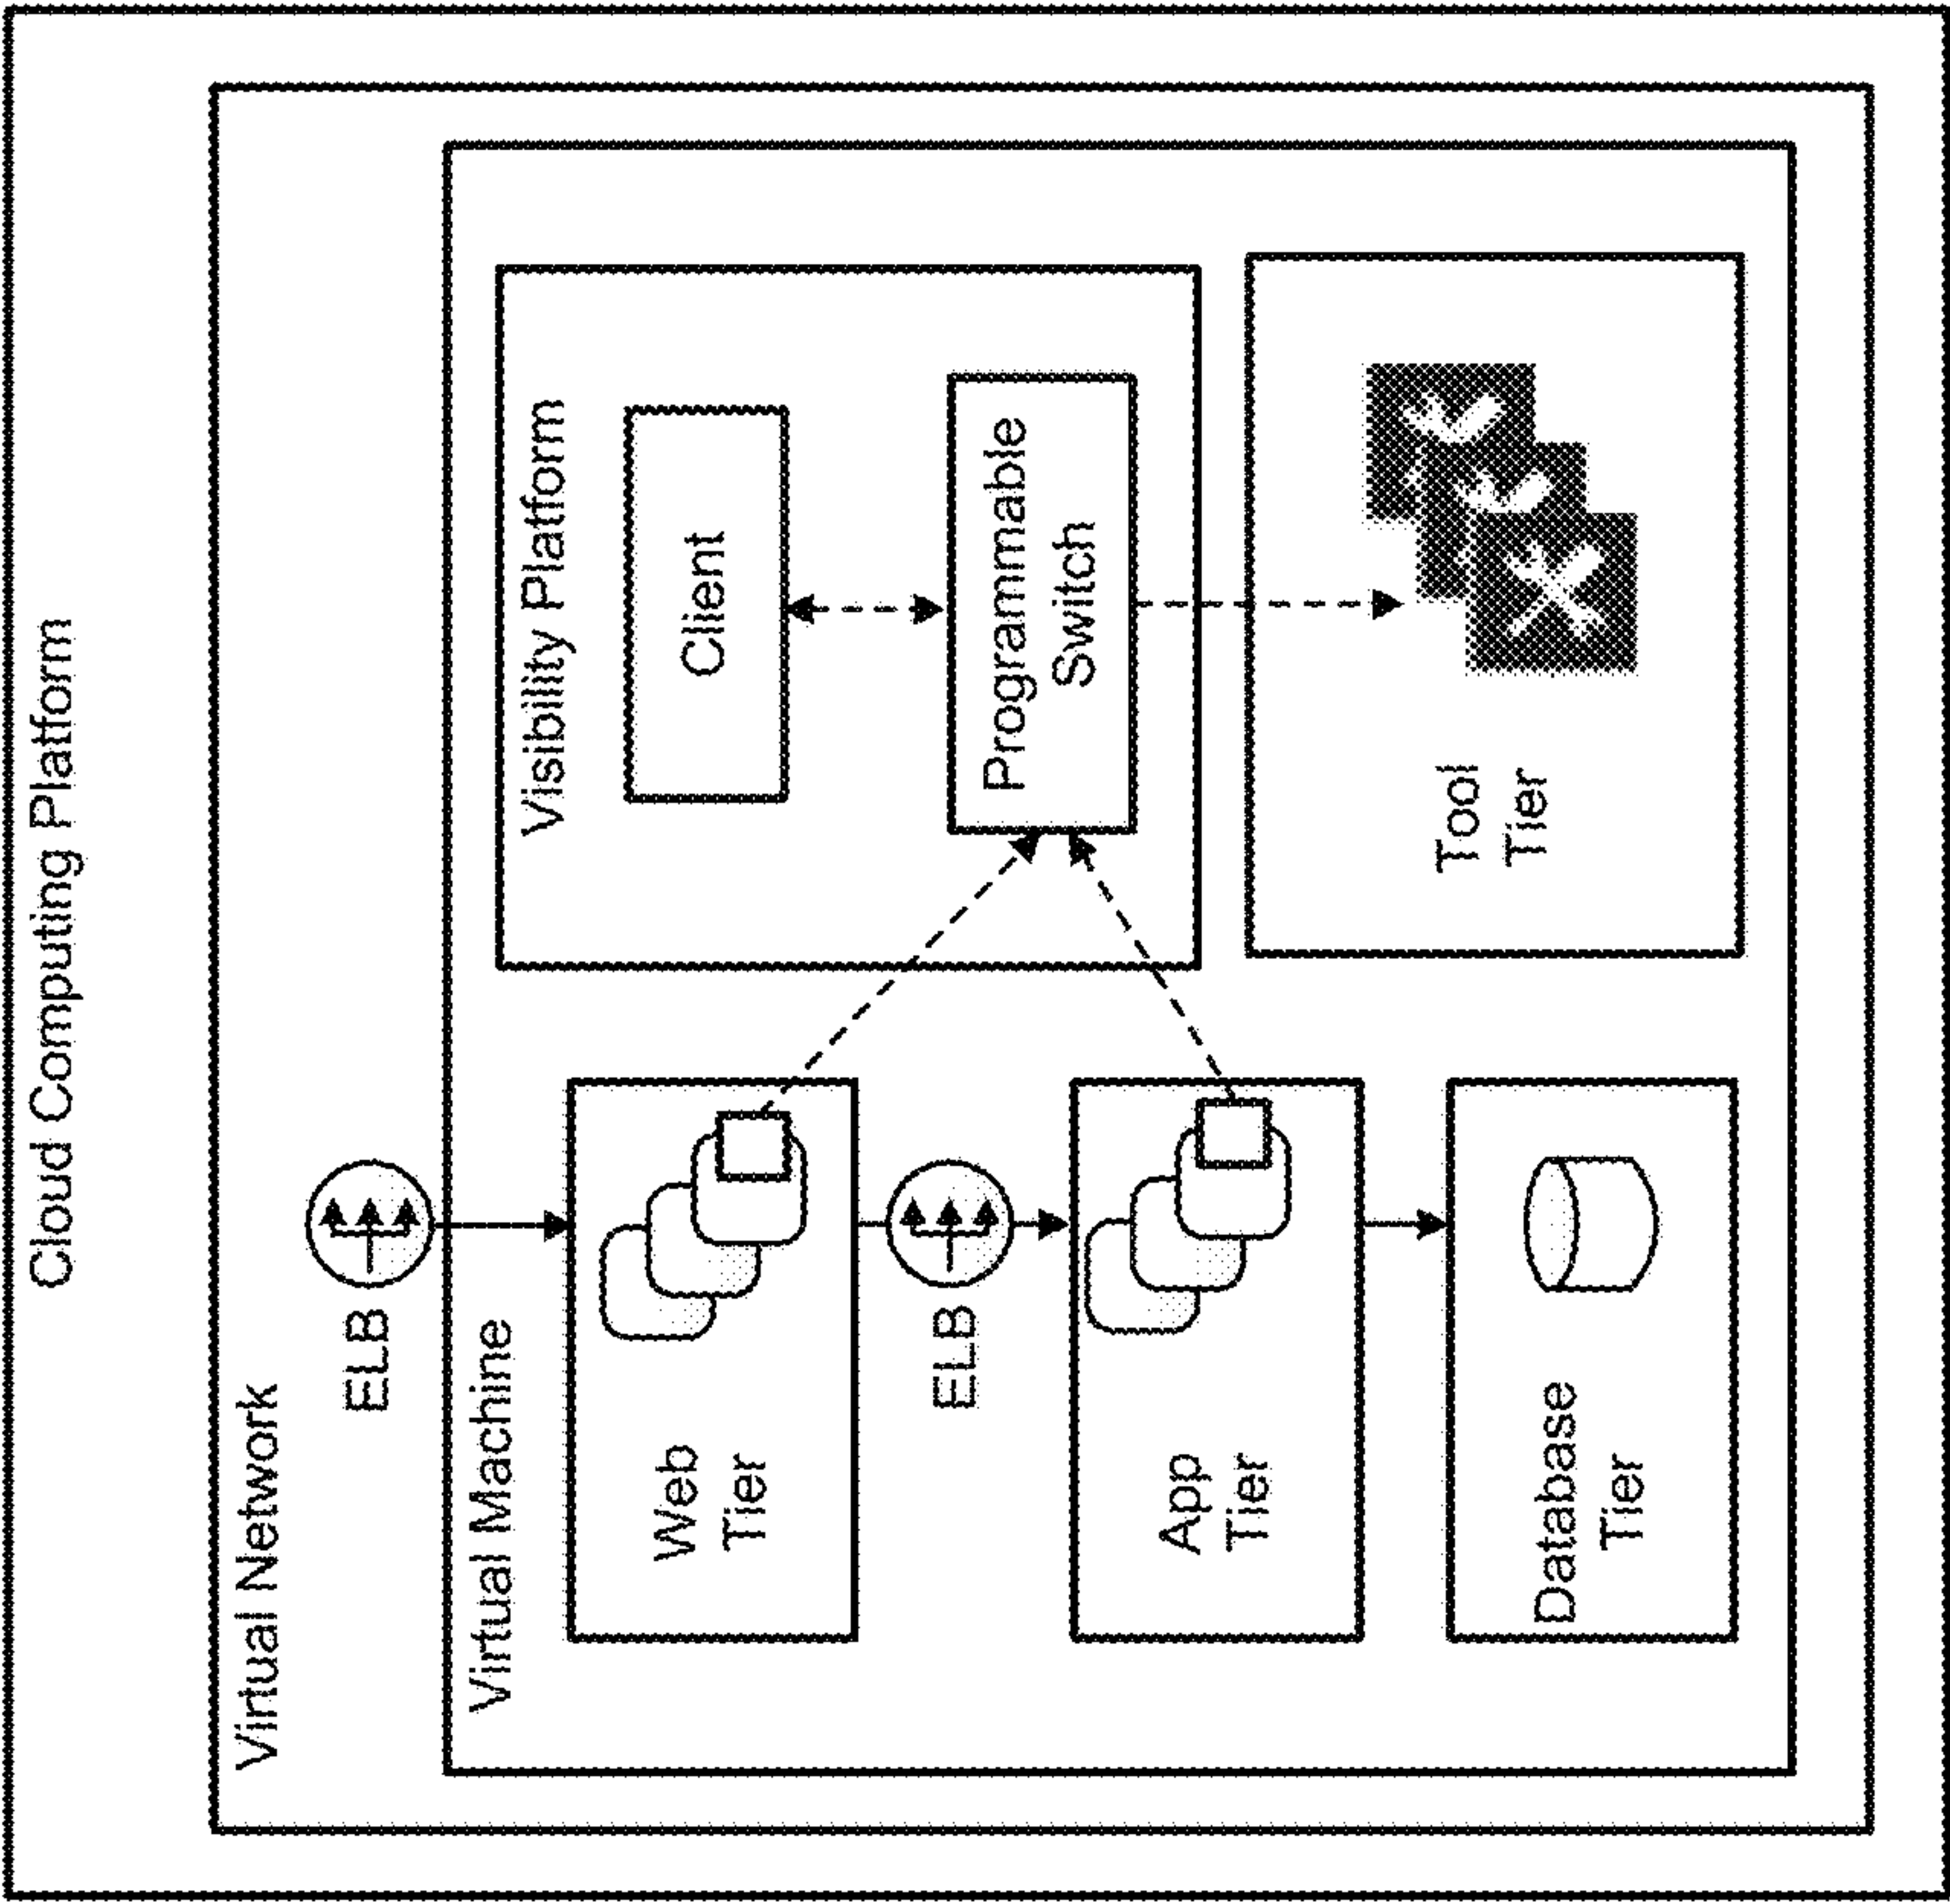 Cloud Computing Platform
Virtual Network
ELB
Virtual Machine
Visibility Platform
Web
Tier
Client
ELB
Programmable
Switch
App
Tier
Tool
Tier
Database
Tier